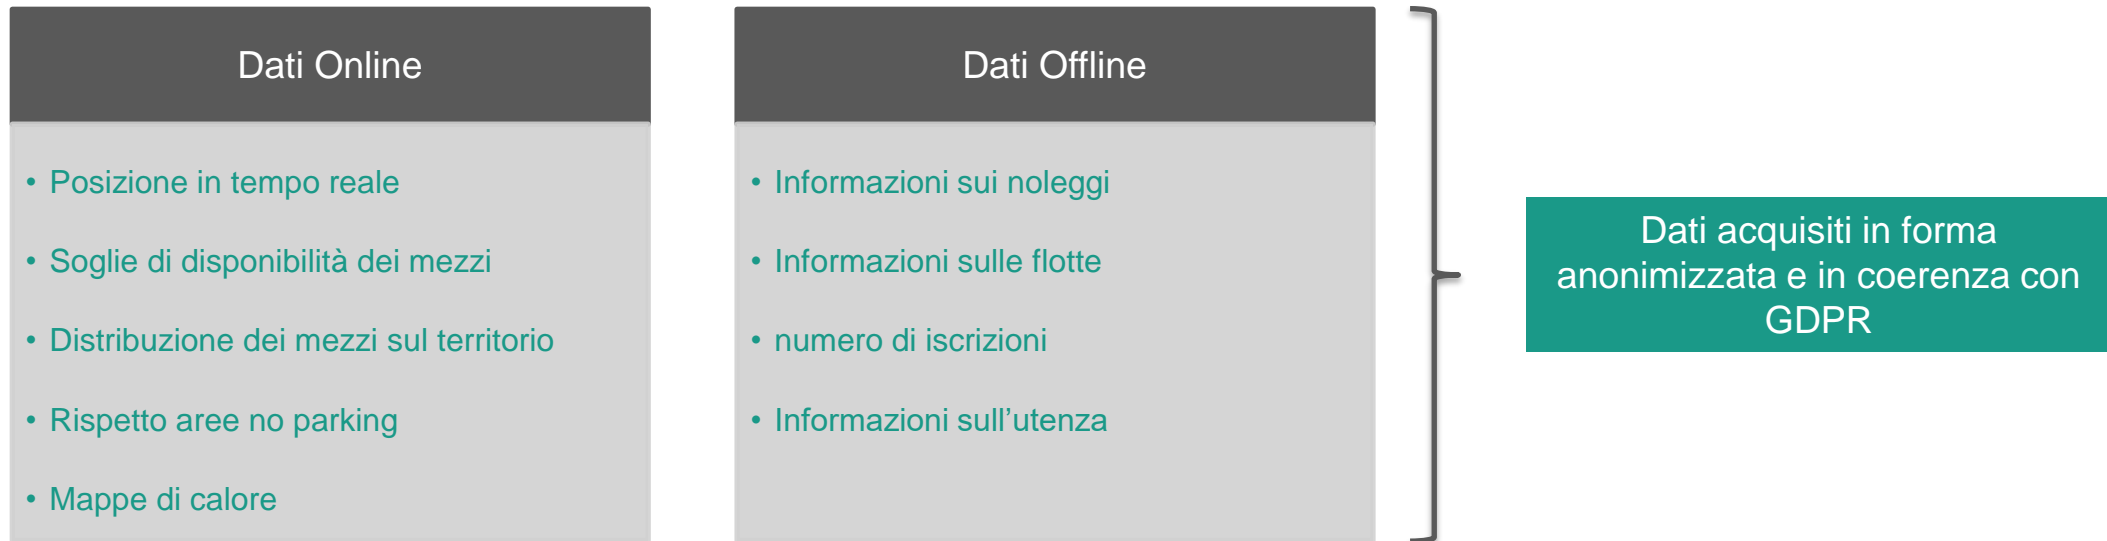 Dati Online
• Posizione in tempo reale
• Soglie di disponibilità dei mezzi
• Distribuzione dei mezzi sul territorio
• Rispetto aree no parking
• Mappe di calore
Dati Offline
• Informazioni sui noleggi
• Informazioni sulle flotte
• numero di iscrizioni
• Informazioni sull’utenza
Dati acquisiti in forma
anonimizzata e in coerenza con
GDPR